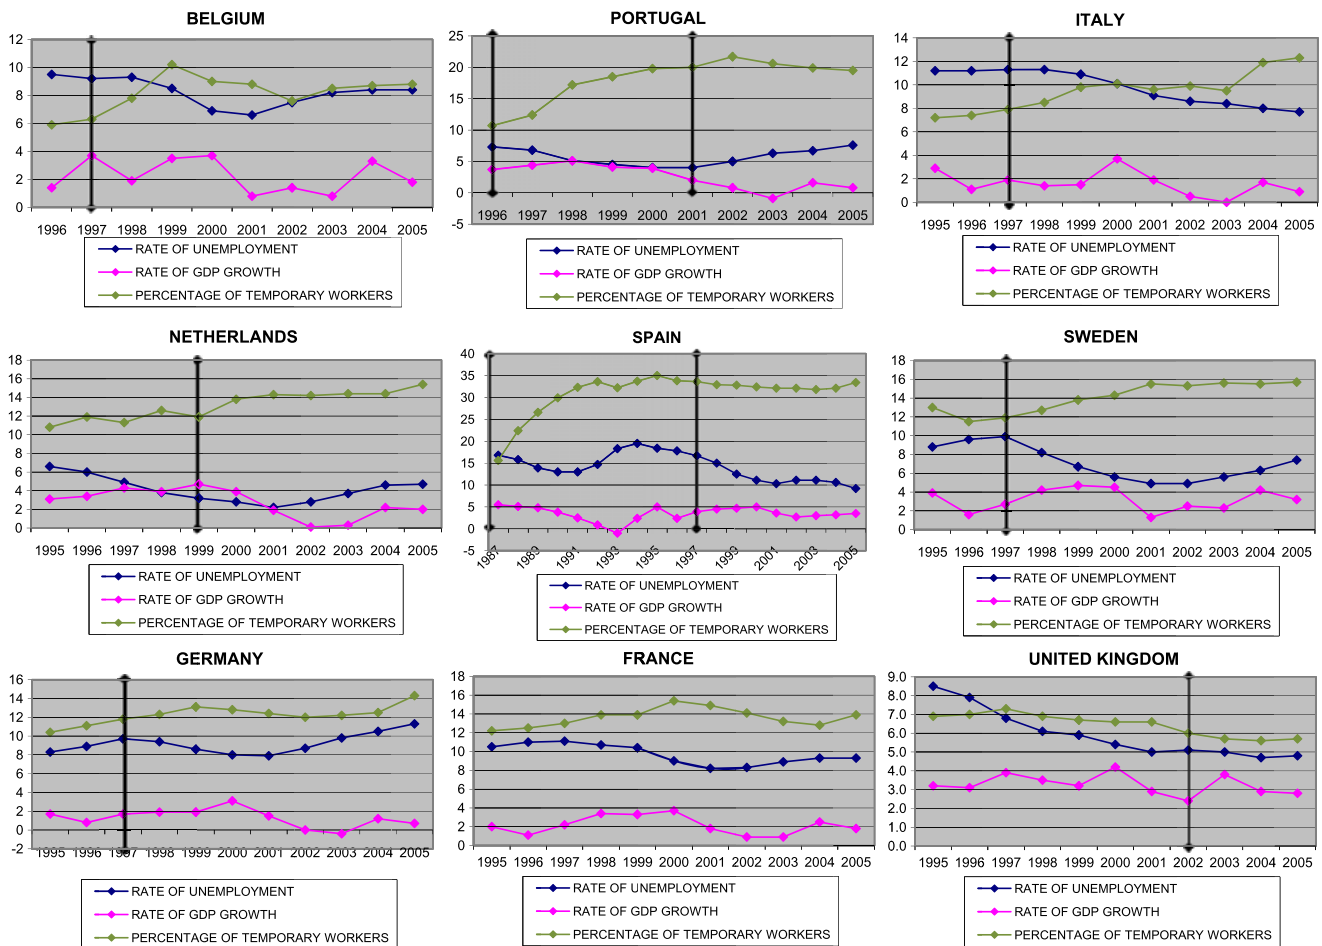 BELGIUM
12
10
8
6
4
2
0
1996 1997 1998 1999 2000 2001 2002 2003 2004 2005
RATE OF UNEMPLOYMENT
RATE OF GDP GROWTH
PERCENTAGE OF TEMPORARY WORKERS
PORTUGAL
25
20
15
10
5
0
-5
1996 1997 1998 1999 2000 2001 2002 2003 2004 2005
RATE OF UNEMPLOYMENT
RATE OF GDP GROWTH
PERCENTAGE OF TEMPORARY WORKERS
ITALY
14
12
10
8
6
4
2
0
1995 1996 1997 1998 1999 2000 2001 2002 2003 2004 2005
RATE OF UNEMPLOYMENT
RATE OF GDP GROWTH
PERCENTAGE OF TEMPORARY WORKERS
NETHERLANDS
18
16
14
12
10
8
6
4
2
0
1995 1996 1997 1998 1999 2000 2001 2002 2003 2004 2005
RATE OF UNEMPLOYMENT
RATE OF GDP GROWTH
PERCENTAGE OF TEMPORARY WORKERS
SPAIN
40
35
30
25
20
15
10
5
0
-5
1987 1989 1991 1993 1995 1997 1999 2001 2003 2005
RATE OF UNEMPLOYMENT
RATE OF GDP GROWTH
PERCENTAGE OF TEMPORARY WORKERS
SWEDEN
18
16
14
12
10
8
6
4
2
0
1995 1996 1997 1998 1999 2000 2001 2002 2003 2004 2005
RATE OF UNEMPLOYMENT
RATE OF GDP GROWTH
PERCENTAGE OF TEMPORARY WORKERS
GERMANY
16
14
12
10
8
6
4
2
0
-2
1995 1996 1997 1998 1999 2000 2001 2002 2003 2004 2005
RATE OF UNEMPLOYMENT
RATE OF GDP GROWTH
PERCENTAGE OF TEMPORARY WORKERS
FRANCE
18
16
14
12
10
8
6
4
2
0
1995 1996 1997 1998 1999 2000 2001 2002 2003 2004 2005
RATE OF UNEMPLOYMENT
RATE OF GDP GROWTH
PERCENTAGE OF TEMPORARY WORKERS
UNITED KINGDOM
9.0
8.0
7.0
6.0
5.0
4.0
3.0
2.0
1.0
0.0
1995 1996 1997 1998 1999 2000 2001 2002 2003 2004 2005
RATE OF UNEMPLOYMENT
RATE OF GDP GROWTH
PERCENTAGE OF TEMPORARY WORKERS